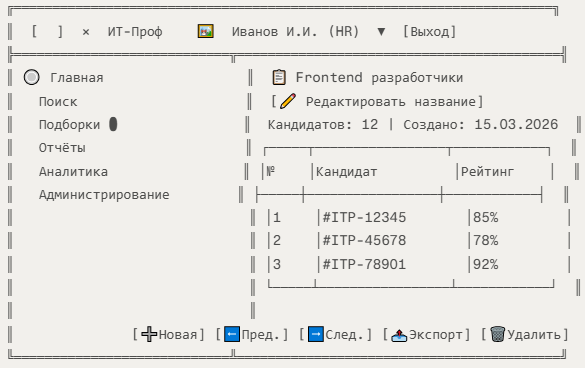 [ ] × ИТ-Проф 🖼️ Иванов И.И. (HR) ▼ [Выход]
Главная
Поиск
Подборки
Отчёты
Аналитика
Администрирование
📋 Frontend разработчики
[✏️ Редактировать название]
Кандидатов: 12 | Создано: 15.03.2026
№ Кандидат Рейтинг
1 #ITP-12345 85%
2 #ITP-45678 78%
3 #ITP-78901 92%
[➕Новая] [⬅️Пред.] [➡️След.] [📤Экспорт] [🗑️Удалить]